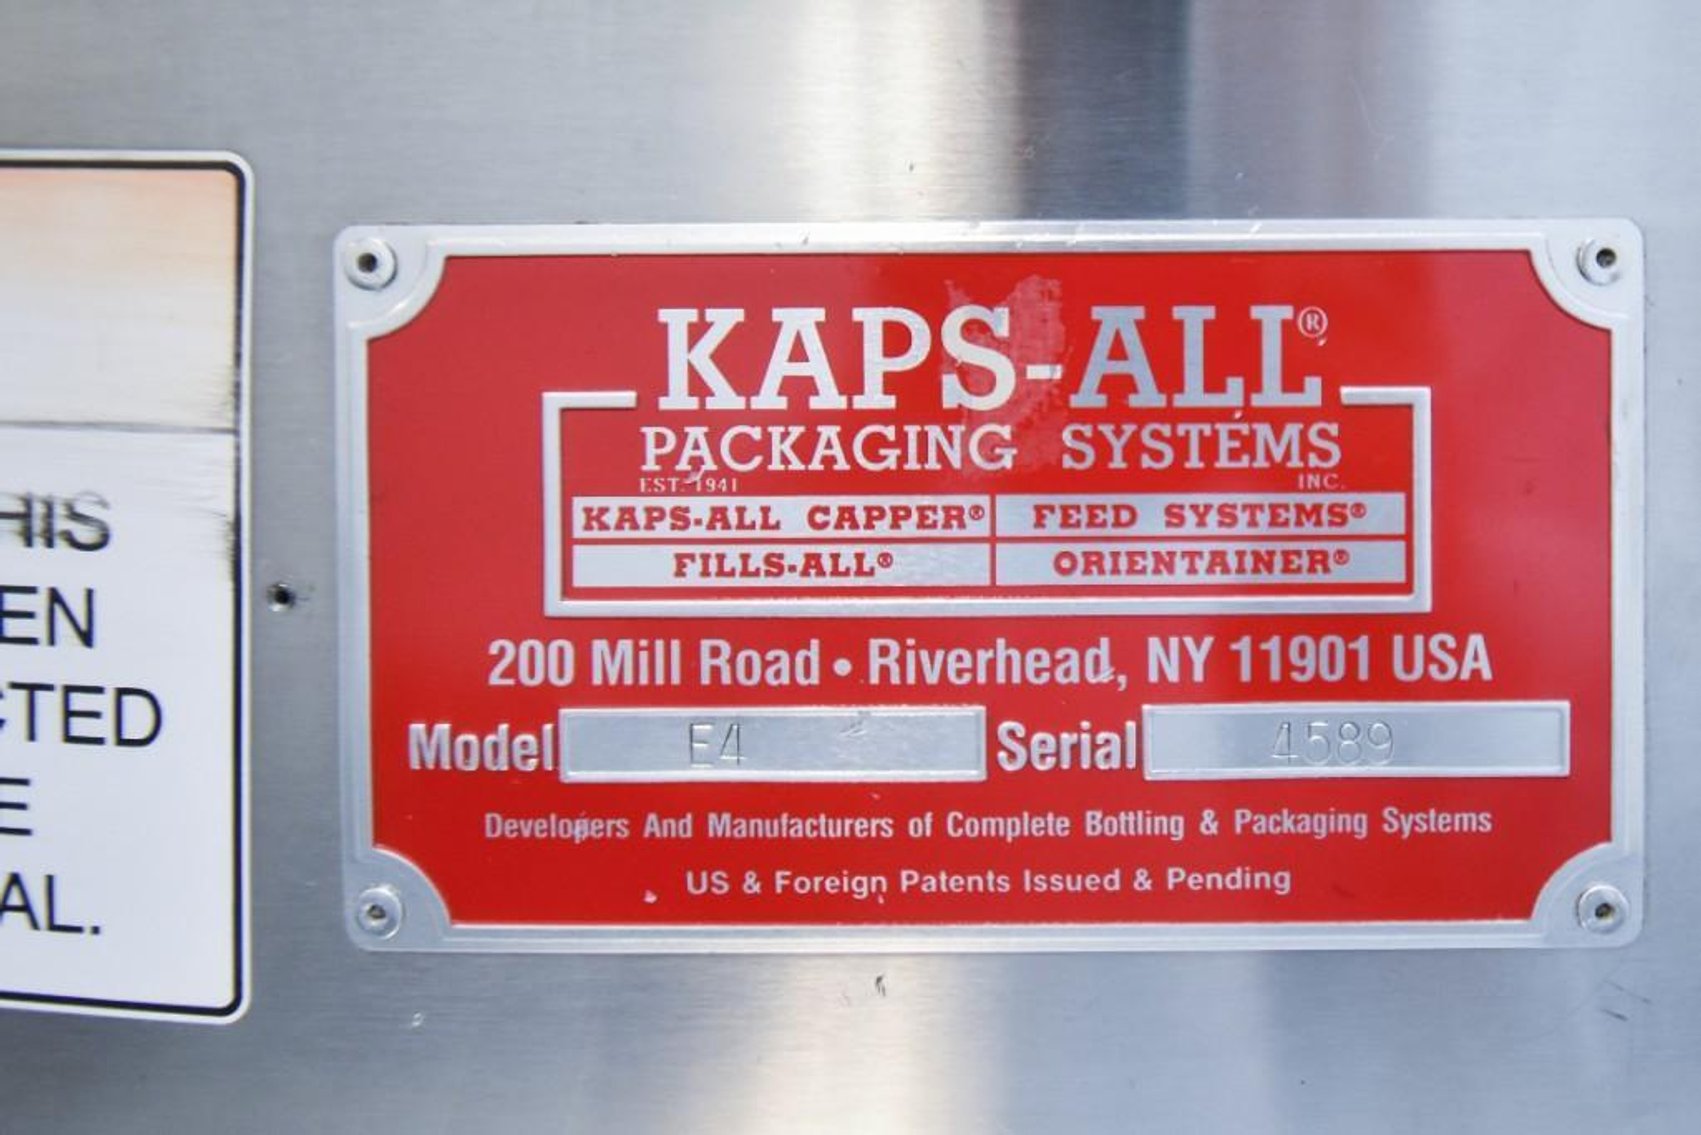 HIS
EN
CTED
E
AL.
KAPS-ALL®
PACKAGING SYSTEMS
EST. 1941 INC.
KAPS-ALL CAPPER® FEED SYSTEMS®
FILLS-ALL® ORIENTAINER®
200 Mill Road • Riverhead, NY 11901 USA
Model E4 Serial 4589
Developers And Manufacturers of Complete Bottling & Packaging Systems
US & Foreign Patents Issued & Pending